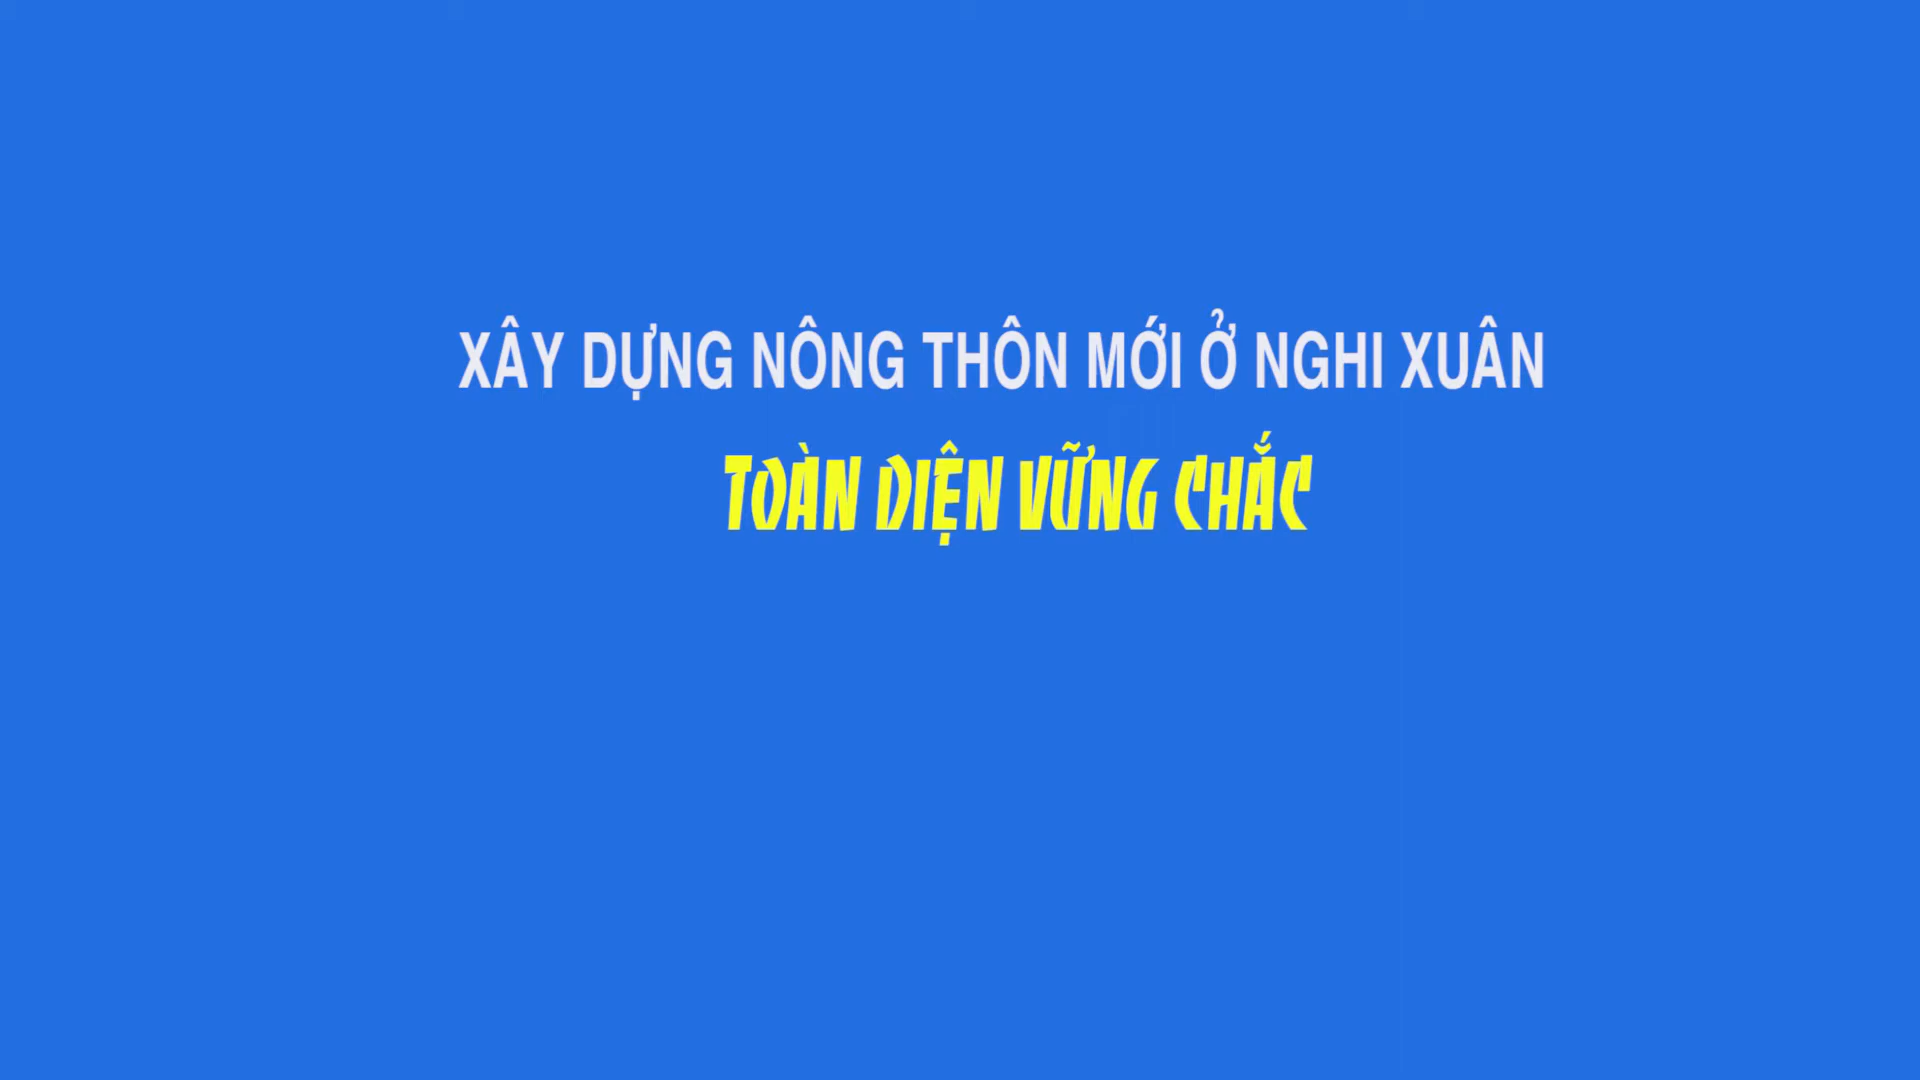 XÂY DỰNG NÔNG THÔN MỚI Ở NGHI XUÂN
TOÀN DIỆN VỮNG CHẮC